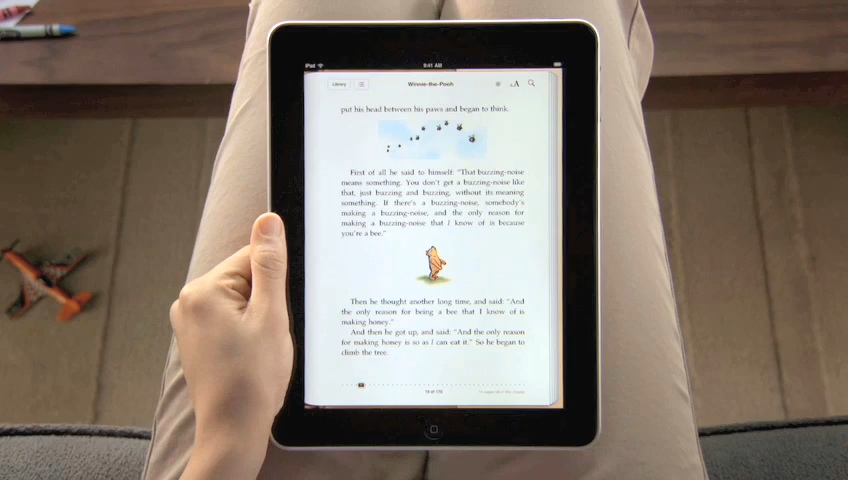 iPad
9:41 AM
Library
Winnie-the-Pooh
AA
put his head between his paws and began to think.
First of all he said to himself: "That buzzing-noise
means something. You don't get a buzzing-noise like
that, just buzzing and buzzing, without its meaning
something. If there's a buzzing-noise, somebody's
making a buzzing-noise, and the only reason for
making a buzzing-noise that I know of is because
you're a bee."
Then he thought another long time, and said: "And
the only reason for being a bee that I know of is
making honey."
And then he got up, and said: "And the only reason
for making honey is so as I can eat it." So he began to
climb the tree.